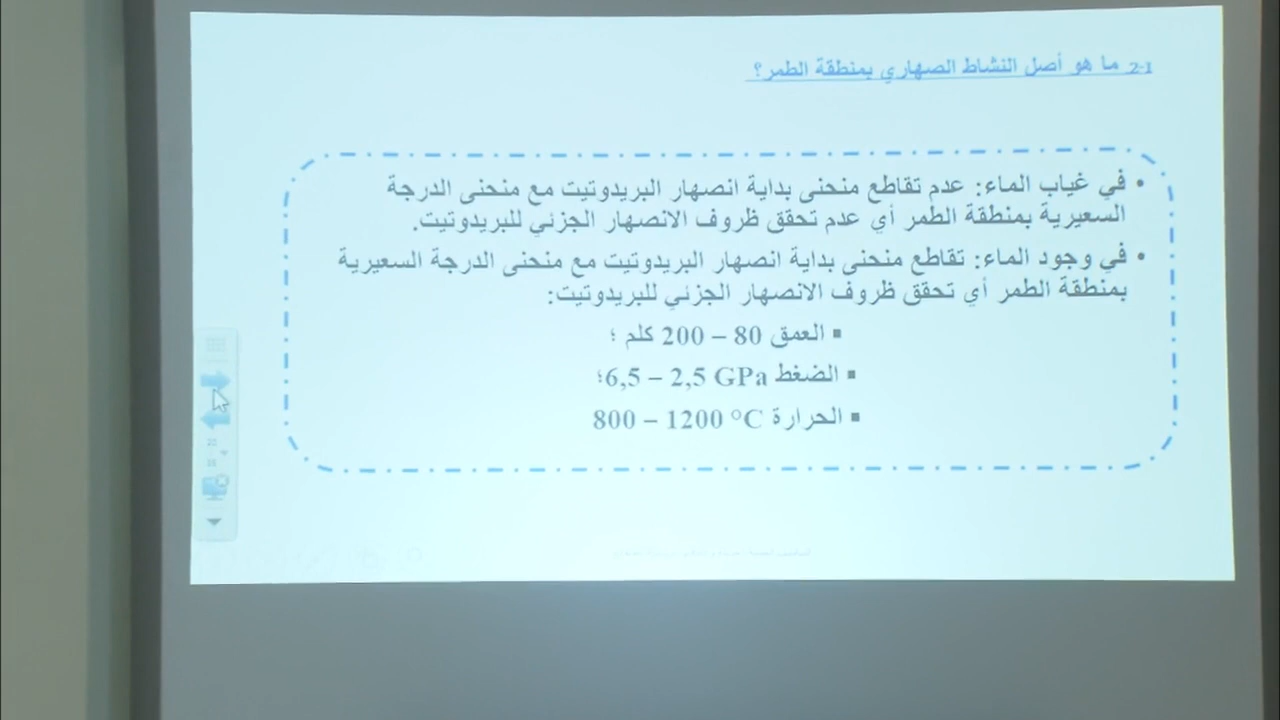 2-1 ما هو أصل النشاط الصهاري بمنطقة الطمر؟
• في غياب الماء: عدم تقاطع منحنى بداية انصهار البريدوتيت مع منحنى الدرجة
السعيرية بمنطقة الطمر أي عدم تحقق ظروف الانصهار الجزئي للبريدوتيت.
• في وجود الماء: تقاطع منحنى بداية انصهار البريدوتيت مع منحنى الدرجة السعيرية
بمنطقة الطمر أي تحقق ظروف الانصهار الجزئي للبريدوتيت:
▪ العمق 80 – 200 كلم ؛
▪ الضغط 6,5 – 2,5 GPa؛
▪ الحرارة 800 – 1200 °C